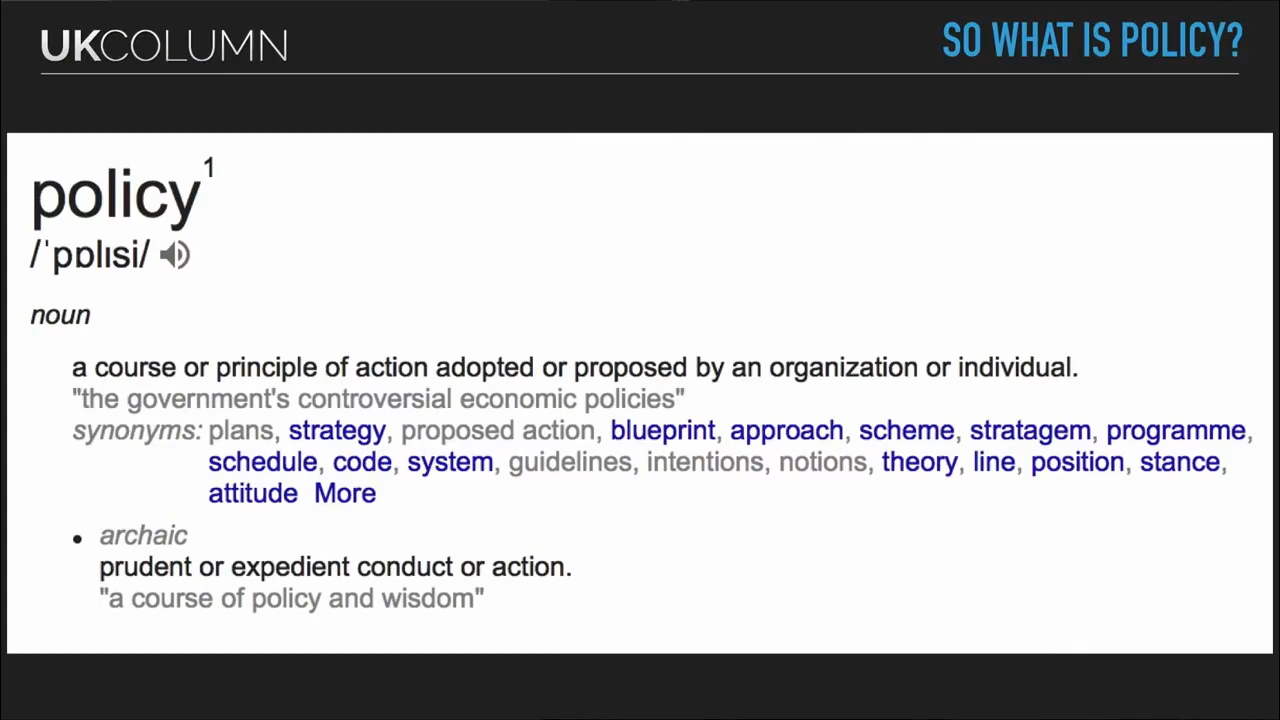 UKCOLUMN
SO WHAT IS POLICY?
policy¹
/ˈpɒlɪsi/
noun
a course or principle of action adopted or proposed by an organization or individual.
"the government's controversial economic policies"
synonyms: plans, strategy, proposed action, blueprint, approach, scheme, stratagem, programme,
schedule, code, system, guidelines, intentions, notions, theory, line, position, stance,
attitude More
• archaic
prudent or expedient conduct or action.
"a course of policy and wisdom"